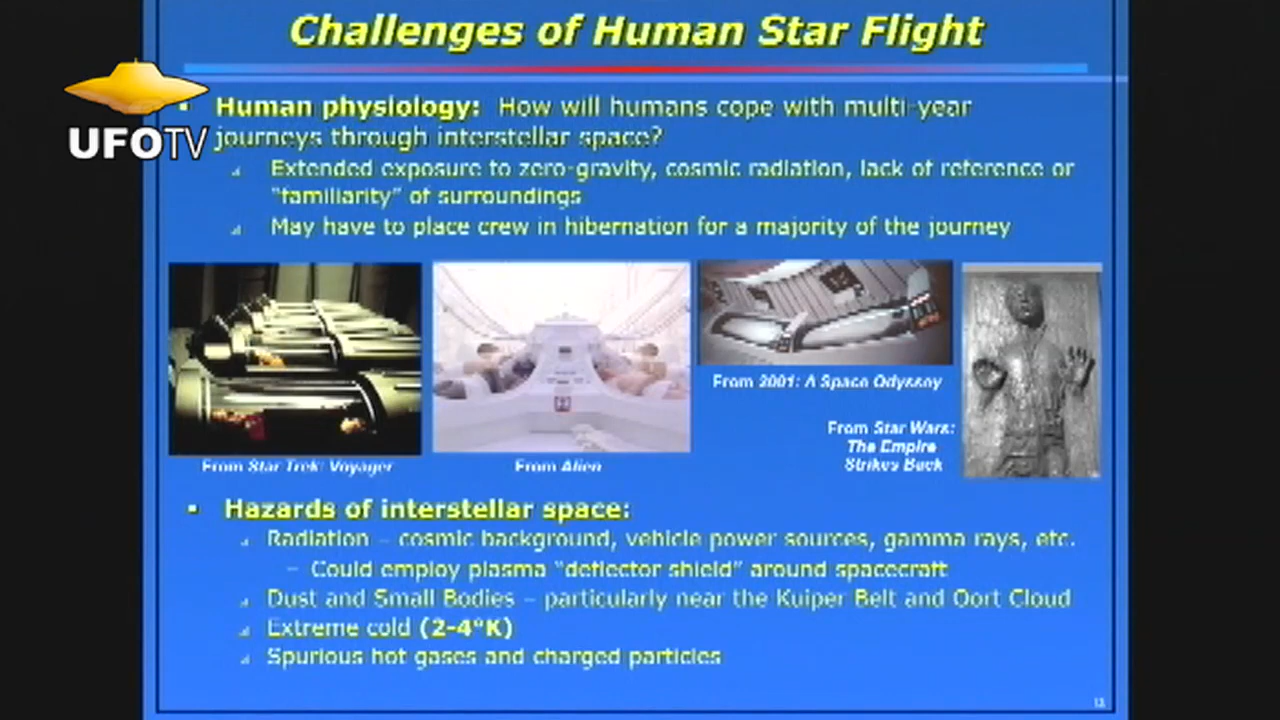 Challenges of Human Star Flight
UFOTV
Human physiology: How will humans cope with multi-year
journeys through interstellar space?
Extended exposure to zero-gravity, cosmic radiation, lack of reference or
"familiarity" of surroundings
May have to place crew in hibernation for a majority of the journey
From Star Trek: Voyager
From Alien
From 2001: A Space Odyssey
From Star Wars:
The Empire
Strikes Back
Hazards of interstellar space:
Radiation – cosmic background, vehicle power sources, gamma rays, etc.
– Could employ plasma "deflector shield" around spacecraft
Dust and Small Bodies – particularly near the Kuiper Belt and Oort Cloud
Extreme cold (2-4°K)
Spurious hot gases and charged particles